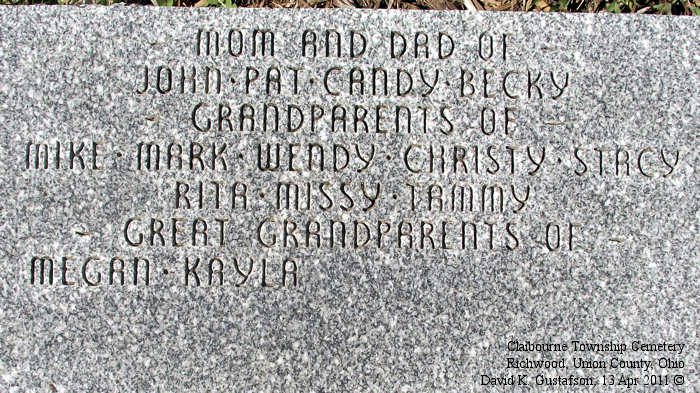 - MOM AND DAD OF -
JOHN · PAT · CANDY · BECKY
- GRANDPARENTS OF -
MIKE · MARK · WENDY · CHRISTY · STACY
RITA · MISSY · TAMMY
- GREAT GRANDPARENTS OF -
MEGAN · KAYLA
Claibourne Township Cemetery
Richwood, Union County, Ohio
David K. Gustafson, 13 Apr 2011 ©